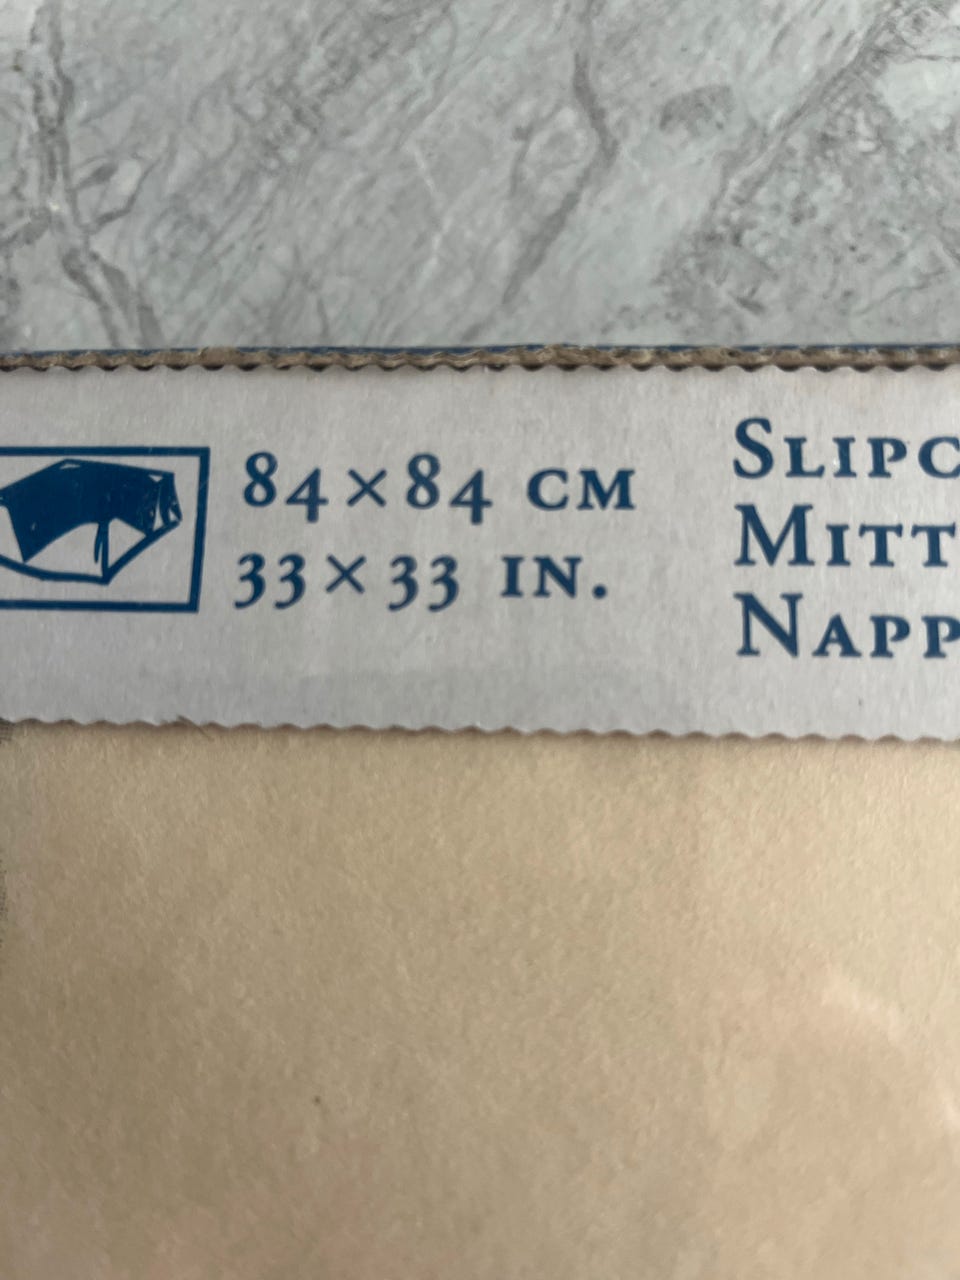 84×84 CM
33×33 IN.
SLIPC
MITT
NAPP